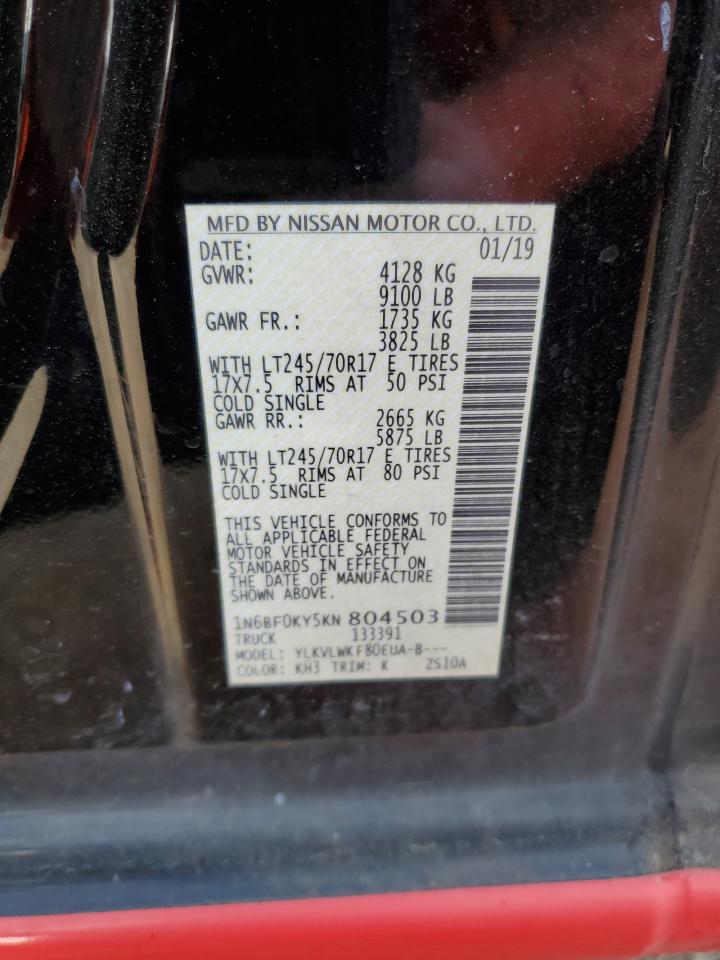 MFD BY NISSAN MOTOR CO., LTD.
DATE: 01/19
GVWR: 4128 KG
9100 LB
GAWR FR.: 1735 KG
3825 LB
WITH LT245/70R17 E TIRES
17X7.5 RIMS AT 50 PSI
COLD SINGLE
GAWR RR.: 2665 KG
5875 LB
WITH LT245/70R17 E TIRES
17X7.5 RIMS AT 80 PSI
COLD SINGLE
THIS VEHICLE CONFORMS TO
ALL APPLICABLE FEDERAL
MOTOR VEHICLE SAFETY
STANDARDS IN EFFECT ON
THE DATE OF MANUFACTURE
SHOWN ABOVE.
1N6BF0KY5KN 804503
TRUCK 133391
MODEL: YLKVLWKF80EUA-B---
COLOR: KH3 TRIM: K ZS10A